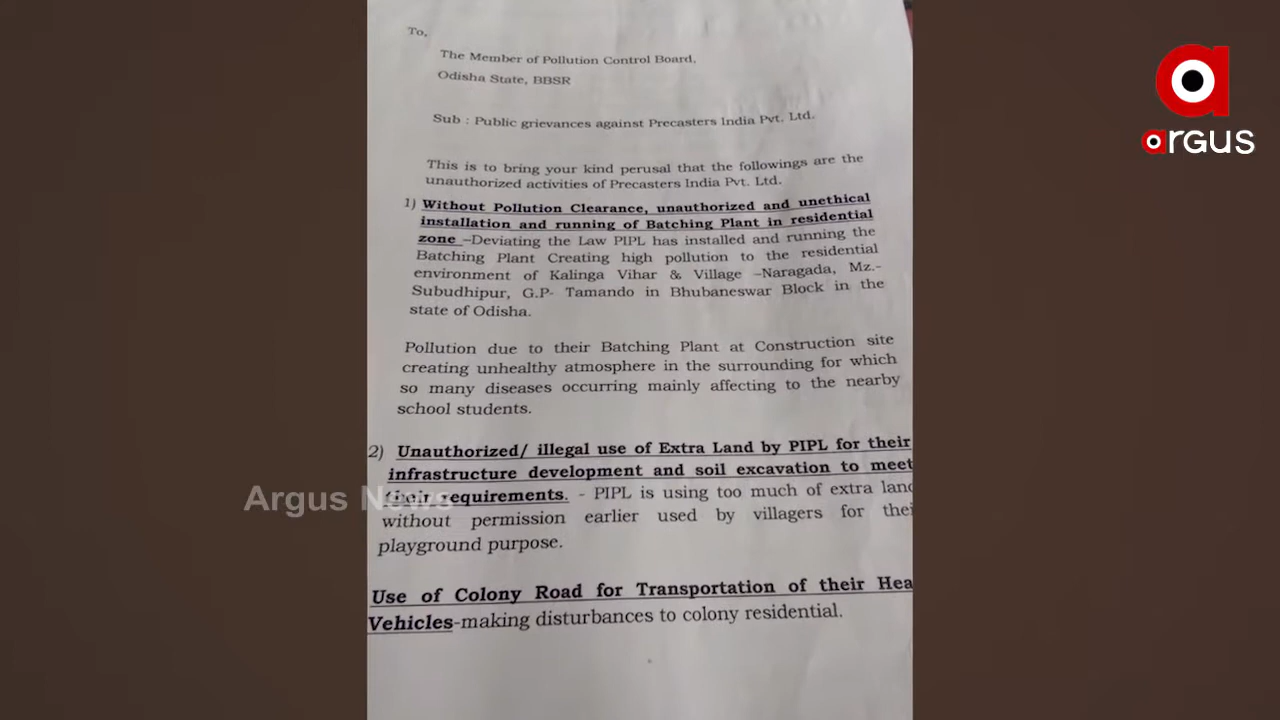 To,
The Member of Pollution Control Board,
Odisha State, BBSR
Sub : Public grievances against Precasters India Pvt. Ltd.
This is to bring your kind perusal that the followings are the
unauthorized activities of Precasters India Pvt. Ltd.
1) Without Pollution Clearance, unauthorized and unethical
installation and running of Batching Plant in residential
zone –Deviating the Law PIPL has installed and running the
Batching Plant Creating high pollution to the residential
environment of Kalinga Vihar & Village –Naragada, Mz.-
Subudhipur, G.P- Tamando in Bhubaneswar Block in the
state of Odisha.
Pollution due to their Batching Plant at Construction site
creating unhealthy atmosphere in the surrounding for which
so many diseases occurring mainly affecting to the nearby
school students.
2) Unauthorized/ illegal use of Extra Land by PIPL for their
infrastructure development and soil excavation to meet
their requirements. - PIPL is using too much of extra land
without permission earlier used by villagers for thei
playground purpose.
Use of Colony Road for Transportation of their Hea
Vehicles-making disturbances to colony residential.
argus
Argus News